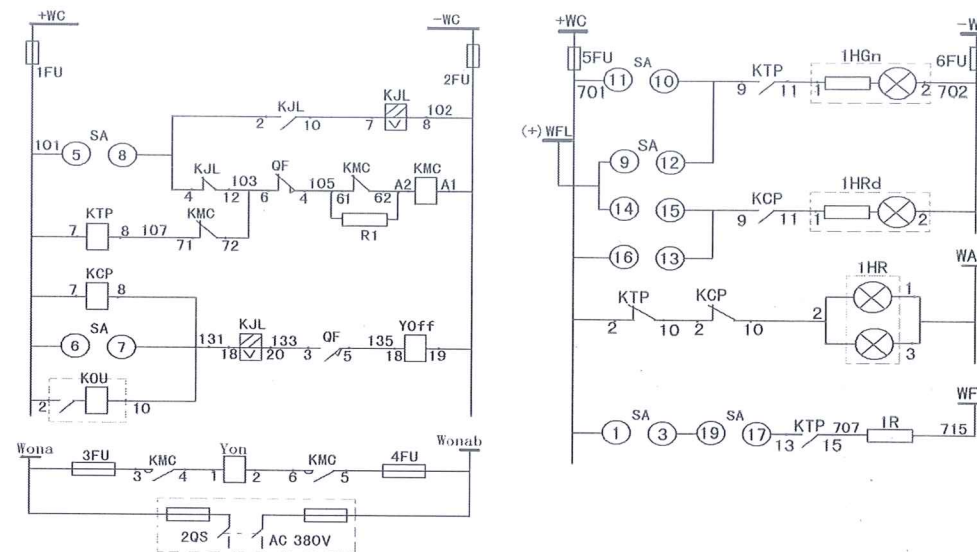 +WC -WC
1FU 2FU
KJL KJL
2 10 7 8 102
101 SA
5 8
KJL 103 QF 105 KMC KMC
4 12 6 4 61 62 A2 A1
R1
KTP KMC
7 8 107 71 72
KCP
7 8
SA KJL QF YOff
6 7 131 18 20 133 3 5 135 18 19
KOU
2 10
Wona Wonab
3FU KMC Yon KMC 4FU
3 4 1 2 6 5
2QS AC 380V
+WC -W
5FU SA KTP 1HGn 6FU
701 11 10 9 11 1 2 702
(+) WFL
SA
9 12
14 15 KCP 1HRd
9 11 1 2
16 13
WA
KTP KCP 1HR
2 10 2 10 2 1
3
WF
SA SA KTP 707 1R 715
1 3 19 17 13 15